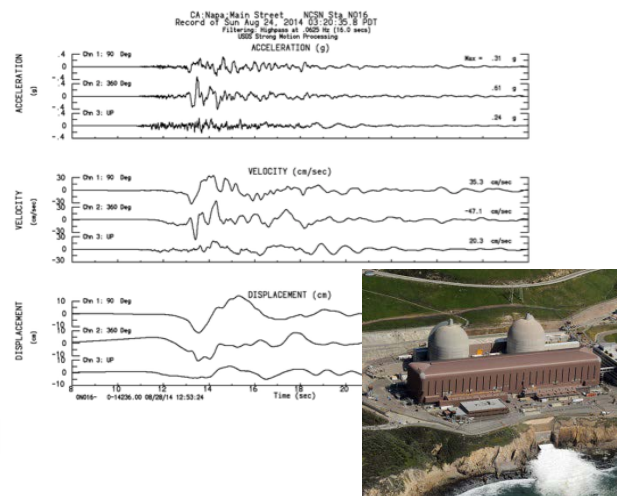 CA:Napa:Main Street    NCSN Sta N016
Record of Sun Aug 24, 2014 03:20:35.8 PDT
Filtering: Highpass at .0625 Hz (16.0 secs)
USGS Strong Motion Processing
ACCELERATION (g)
ACCELERATION
(g)
.4
0
-.4
Chn 1: 90 Deg
Max = .31 g
.4
0
-.4
Chn 2: 360 Deg
.61 g
.4
0
-.4
Chn 3: UP
.24 g
VELOCITY (cm/sec)
VELOCITY
(cm/sec)
30
0
-30
Chn 1: 90 Deg
35.3 cm/sec
30
0
-30
Chn 2: 360 Deg
-47.1 cm/sec
30
0
-30
Chn 3: UP
20.3 cm/sec
DISPLACEMENT (cm)
DISPLACEMENT
(cm)
10
0
-10
Chn 1: 90 Deg
10
0
-10
Chn 2: 360 Deg
10
0
-10
Chn 3: UP
8 10 12 14 16 18 20
Time (sec)
0N016- 0-14236.00 08/28/14 12:53:24